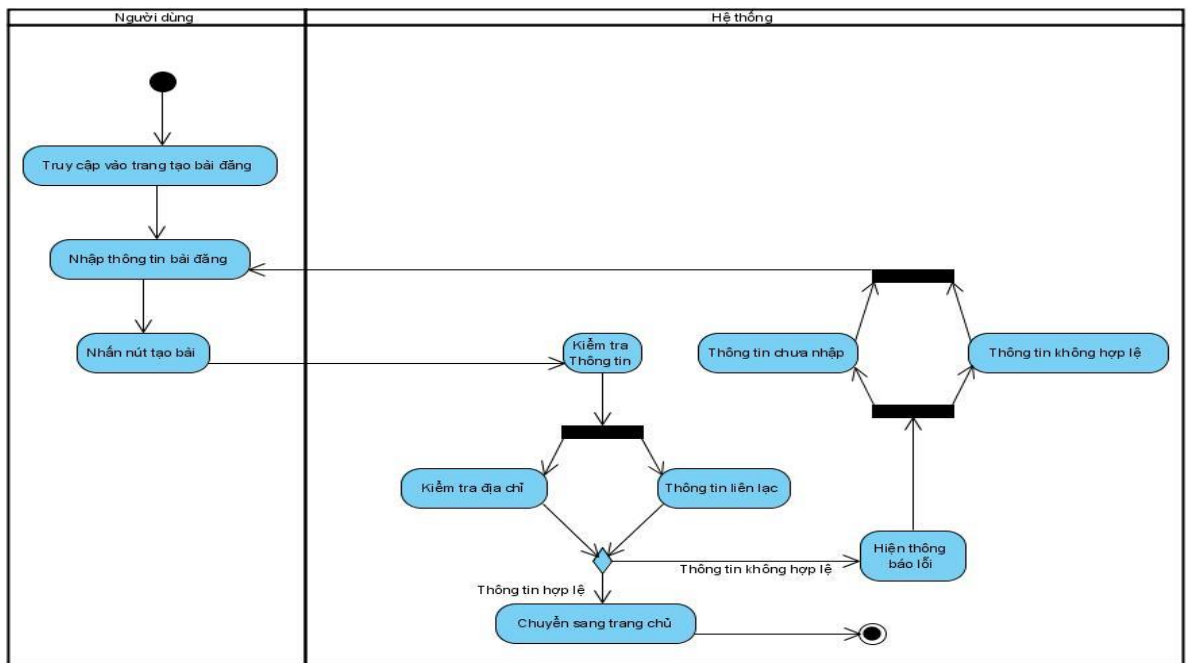 Người dùng
Hệ thống
Truy cập vào trang tạo bài đăng
Nhập thông tin bài đăng
Nhấn nút tạo bài
Kiểm tra
Thông tin
Thông tin chưa nhập
Thông tin không hợp lệ
Kiểm tra địa chỉ
Thông tin liên lạc
Hiện thông
báo lỗi
Thông tin không hợp lệ
Thông tin hợp lệ
Chuyển sang trang chủ